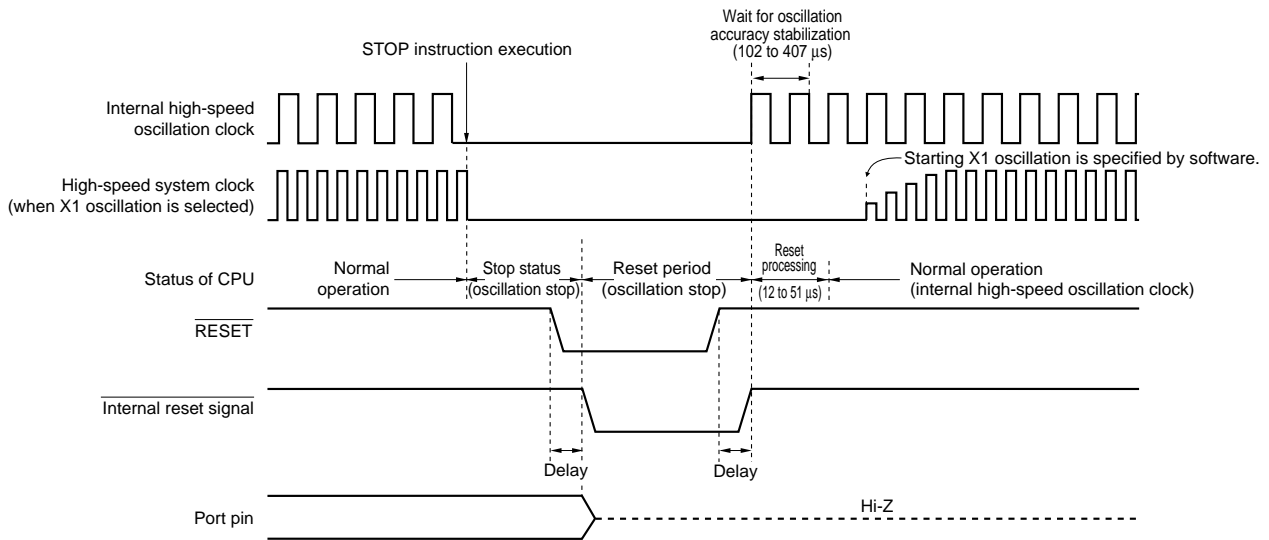 Wait for oscillation
accuracy stabilization
(102 to 407 μs)
STOP instruction execution
Internal high-speed
oscillation clock
Starting X1 oscillation is specified by software.
High-speed system clock
(when X1 oscillation is selected)
Status of CPU
Normal
operation
Stop status
(oscillation stop)
Reset period
(oscillation stop)
Reset
processing
(12 to 51 μs)
Normal operation
(internal high-speed oscillation clock)
RESET
Internal reset signal
Delay
Delay
Port pin
Hi-Z